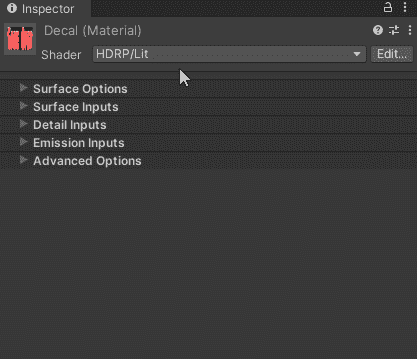 Inspector
Decal (Material)
Shader HDRP/Lit Edit...
Surface Options
Surface Inputs
Detail Inputs
Emission Inputs
Advanced Options